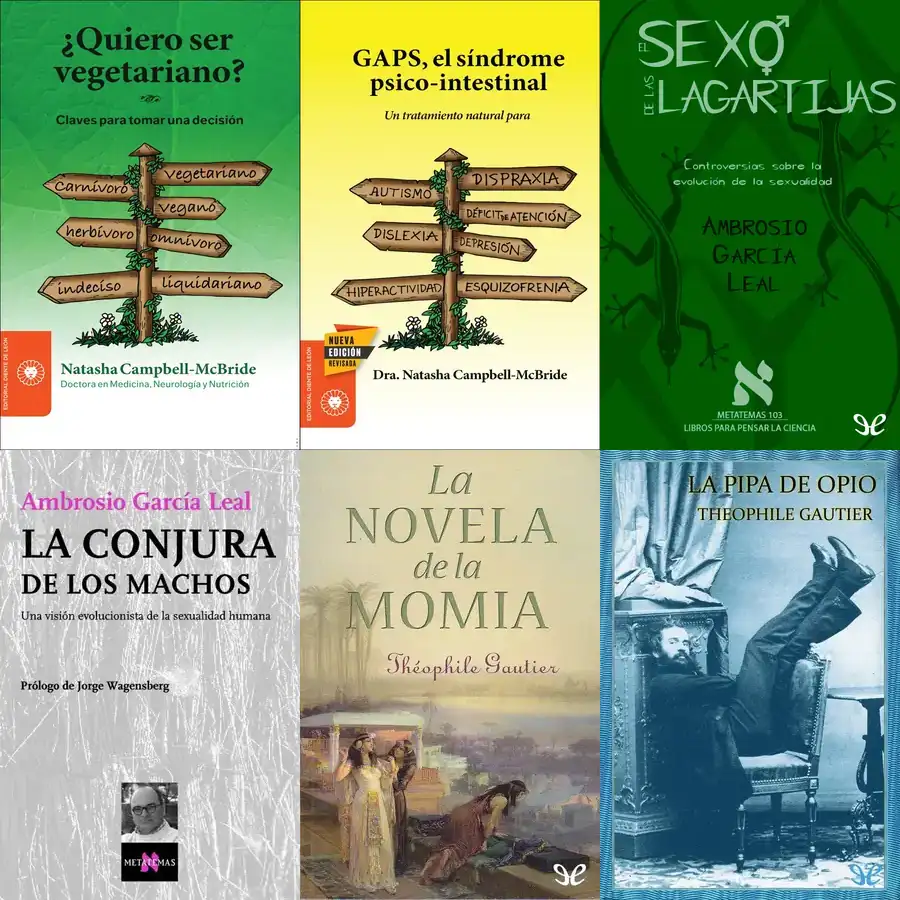 ¿Quiero ser
vegetariano?
Claves para tomar una decisión
vegetariano
Carnívoro
vegano
herbívoro
omnívoro
indeciso
liquidariano
EDITORIAL DIENTE DE LEÓN
Natasha Campbell-McBride
Doctora en Medicina, Neurología y Nutrición
GAPS, el síndrome
psico-intestinal
Un tratamiento natural para
DISPRAXIA
AUTISMO
DÉFICIT DE ATENCIÓN
DISLEXIA
DEPRESIÓN
HIPERACTIVIDAD
ESQUIZOFRENIA
NUEVA
EDICIÓN
REVISADA
EDITORIAL DIENTE DE LEÓN
Dra. Natasha Campbell-McBride
EL SEXO
DE LAS LAGARTIJAS
Controversias sobre la
evolución de la sexualidad
AMBROSIO
GARCÍA
LEAL
METATEMAS 103
LIBROS PARA PENSAR LA CIENCIA
Ambrosio García Leal
LA CONJURA
DE LOS MACHOS
Una visión evolucionista de la sexualidad humana
Prólogo de Jorge Wagensberg
METATEMAS
La
NOVELA
de la
MOMIA
Théophile Gautier
LA PIPA DE OPIO
THEOPHILE GAUTIER